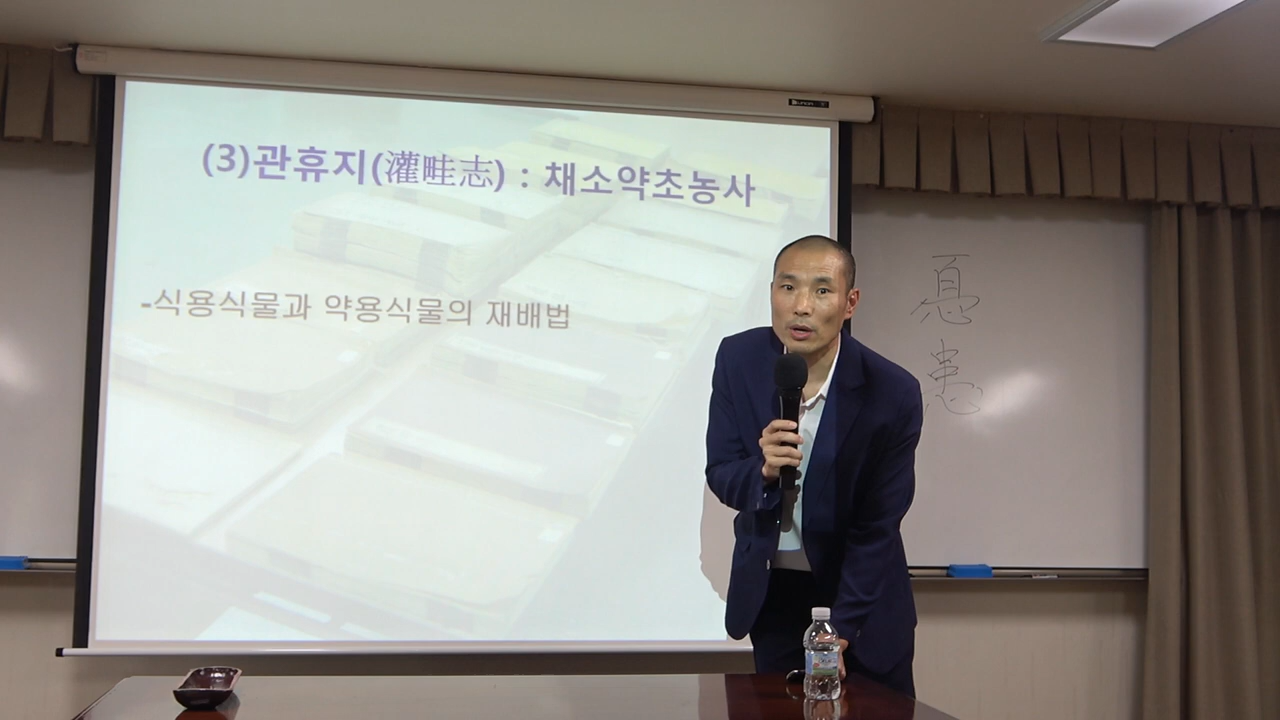 (3)관휴지(灌畦志) : 채소약초농사
-식용식물과 약용식물의 재배법
患